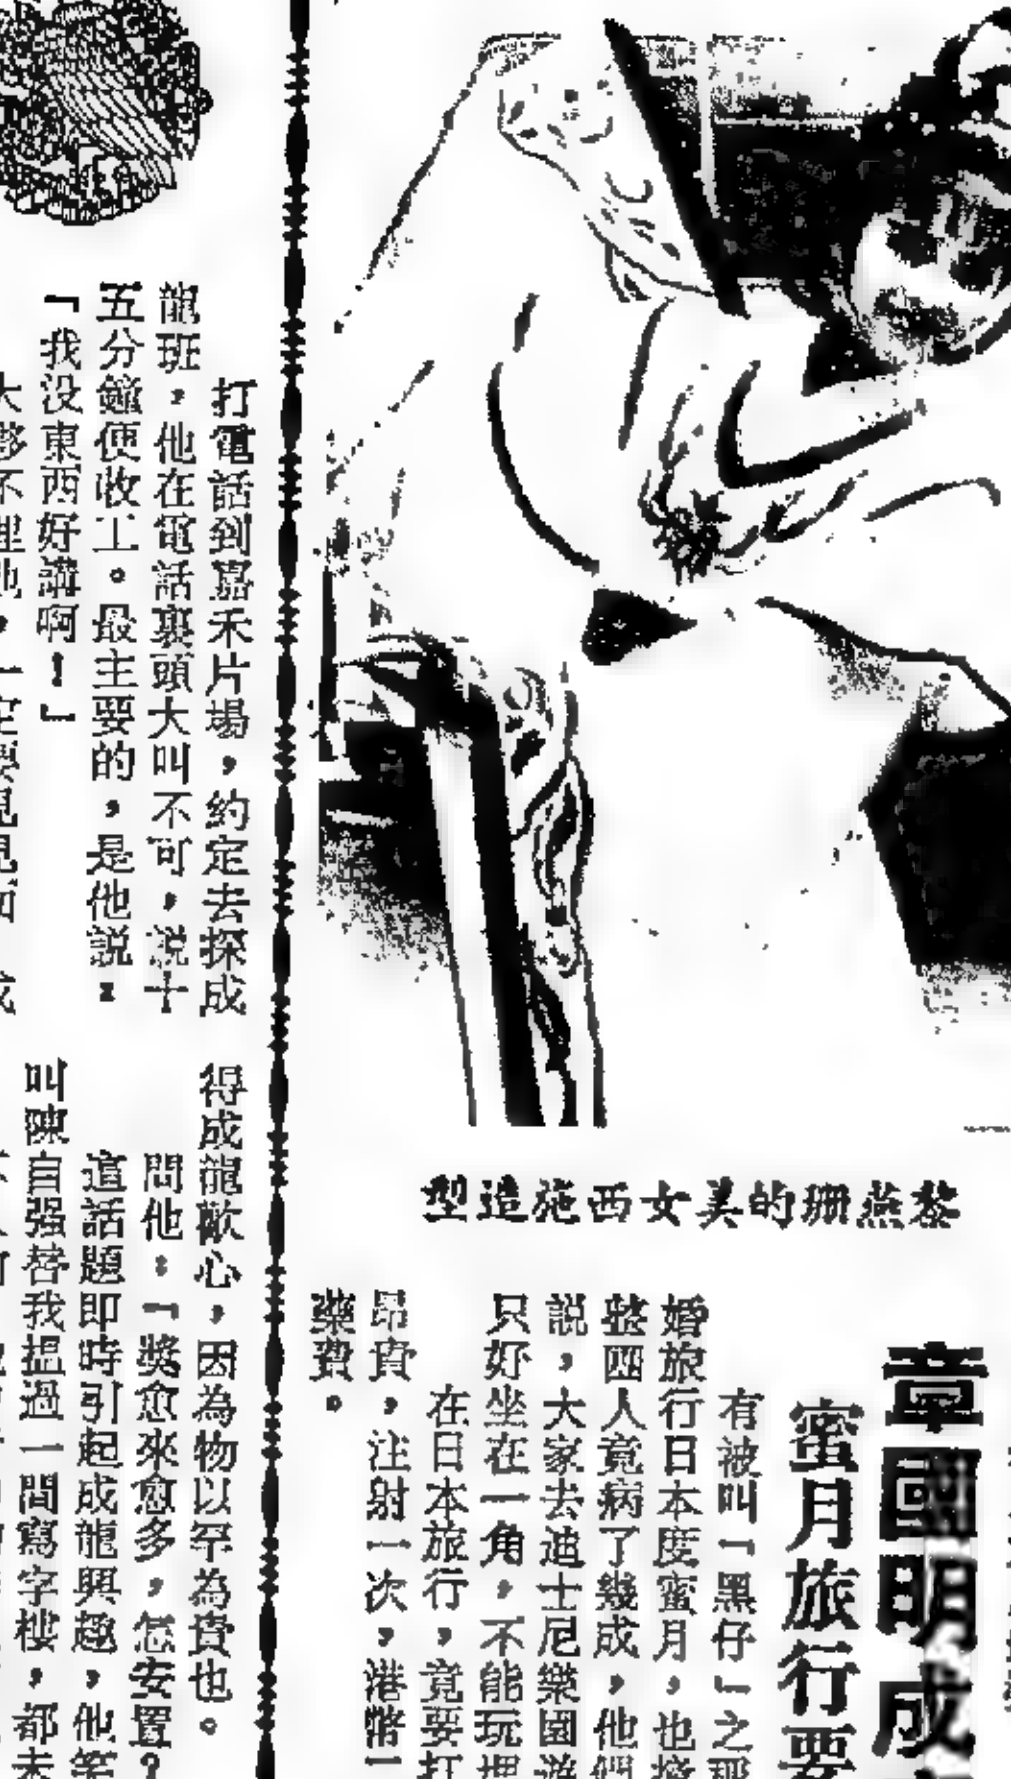 黎燕珊的美女西施造型
章國明成
蜜月旅行要
有被叫「黑仔」之
婚旅行日本度蜜月，也
整四人竟病了幾成，他們
説，大家去迪士尼樂園遊
只好坐在一角，不能玩
在日本旅行，竟要打
昂貴，注射一次，港幣一
藥費。
打電話到嘉禾片場，約定去探成
龍班，他在電話裏頭大叫不可，説十
五分鐘便收工。最主要的，是他説：
「我没東西好講啊！」
得成龍歡心，因為物以罕為貴也。
問他：「獎愈來愈多，怎安置？
這話題即時引起成龍興趣，他笑
叫陳自强替我揾過一間寫字樓，都未